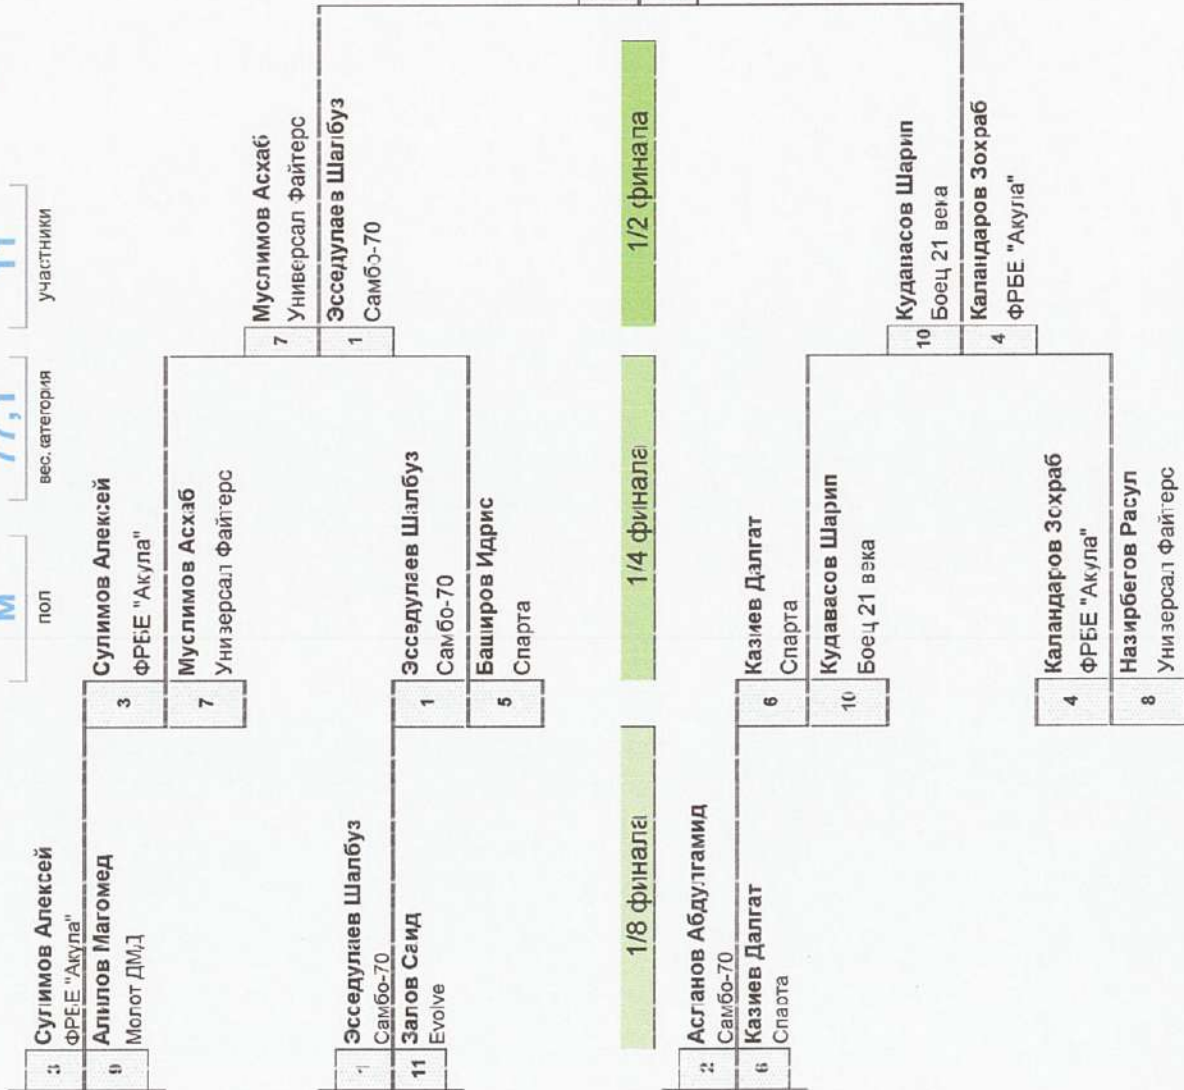 м
пол
77,1
вес. категория
11
участники
3
Сулимов Алексей
ФРБЕ "Акула"
9
Алилов Магомед
Молот ДМД
1
Эсседулаев Шалбуз
Самбо-70
11
Залов Саид
Evolve
1/8 финала
2
Асланов Абдулгамид
Самбо-70
6
Казиев Далгат
Спарта
3
Сулимов Алексей
ФРБЕ "Акула"
7
Муслимов Асхаб
Универсал Файтерс
1
Эсседулаев Шалбуз
Самбо-70
5
Баширов Идрис
Спарта
1/4 финала
6
Казиев Далгат
Спарта
10
Кудавасов Шарип
Боец 21 века
4
Каландаров Зохраб
ФРБЕ "Акула"
8
Назирбегов Расул
Универсал Файтерс
7
Муслимов Асхаб
Универсал Файтерс
1
Эсседулаев Шалбуз
Самбо-70
1/2 финала
10
Кудавасов Шарип
Боец 21 века
4
Каландаров Зохраб
ФРБЕ "Акула"